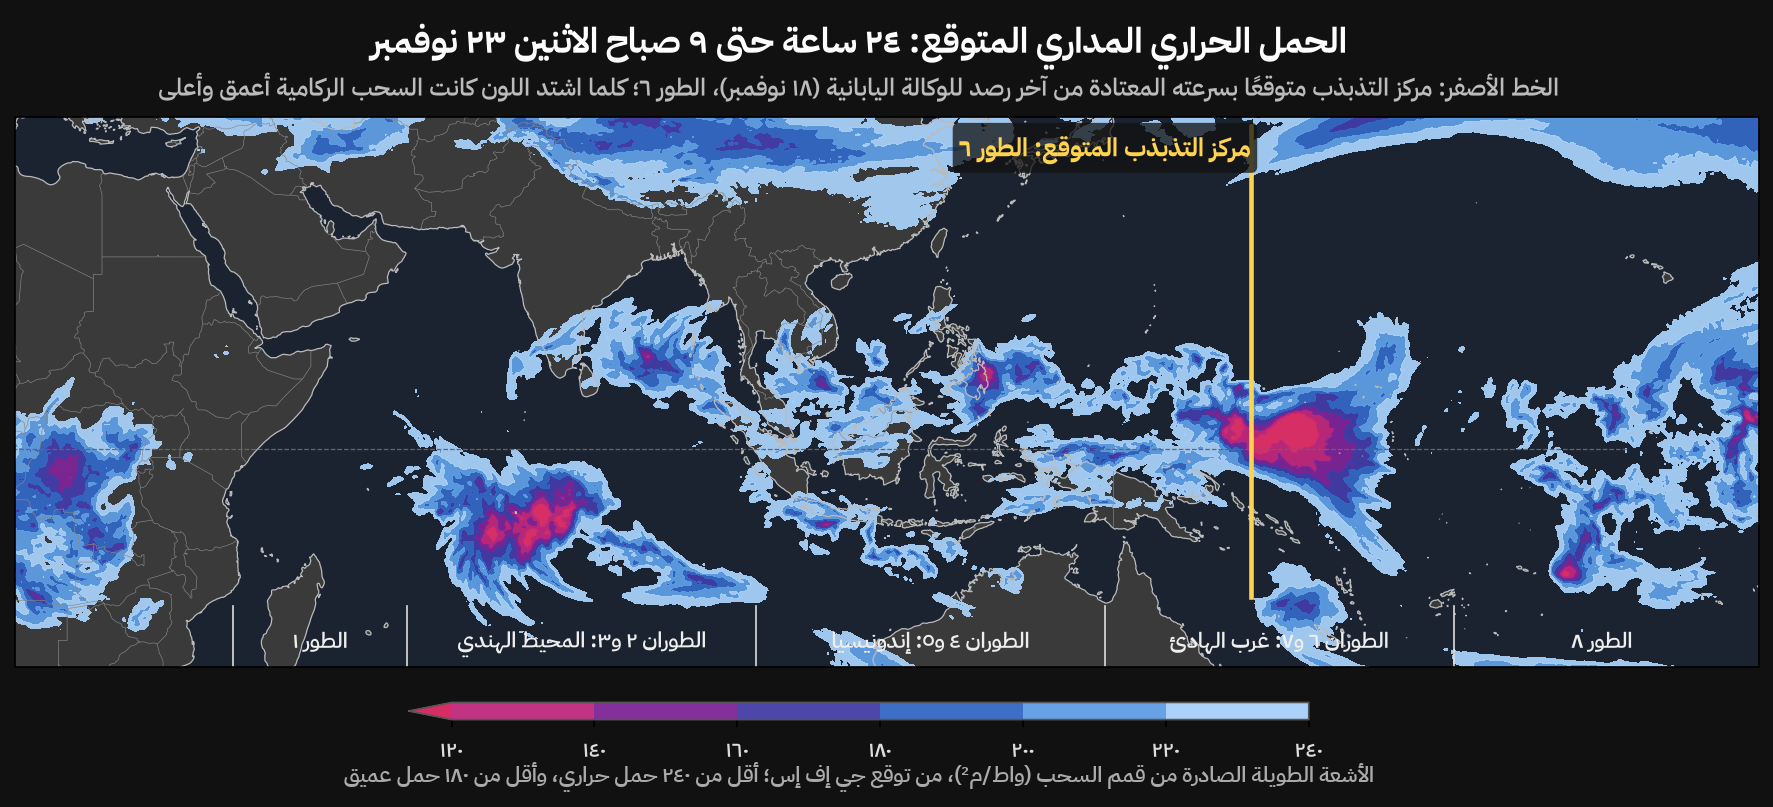 الحمل الحراري المداري المتوقع: ٢٤ ساعة حتى ٩ صباح الاثنين ٢٣ نوفمبر
الخط الأصفر: مركز التذبذب متوقعًا بسرعته المعتادة من آخر رصد للوكالة اليابانية (١٨ نوفمبر)، الطور ٦؛ كلما اشتد اللون كانت السحب الركامية أعمق وأعلى
مركز التذبذب المتوقع: الطور ٦
الطور ١
الطوران ٢ و٣: المحيط الهندي
الطوران ٤ و٥: إندونيسيا
الطوران ٦ و٧: غرب الهادئ
الطور ٨
١٢٠ ١٤٠ ١٦٠ ١٨٠ ٢٠٠ ٢٢٠ ٢٤٠
الأشعة الطويلة الصادرة من قمم السحب (واط/م²)، من توقع جي إف إس؛ أقل من ٢٤٠ حمل حراري، وأقل من ١٨٠ حمل عميق